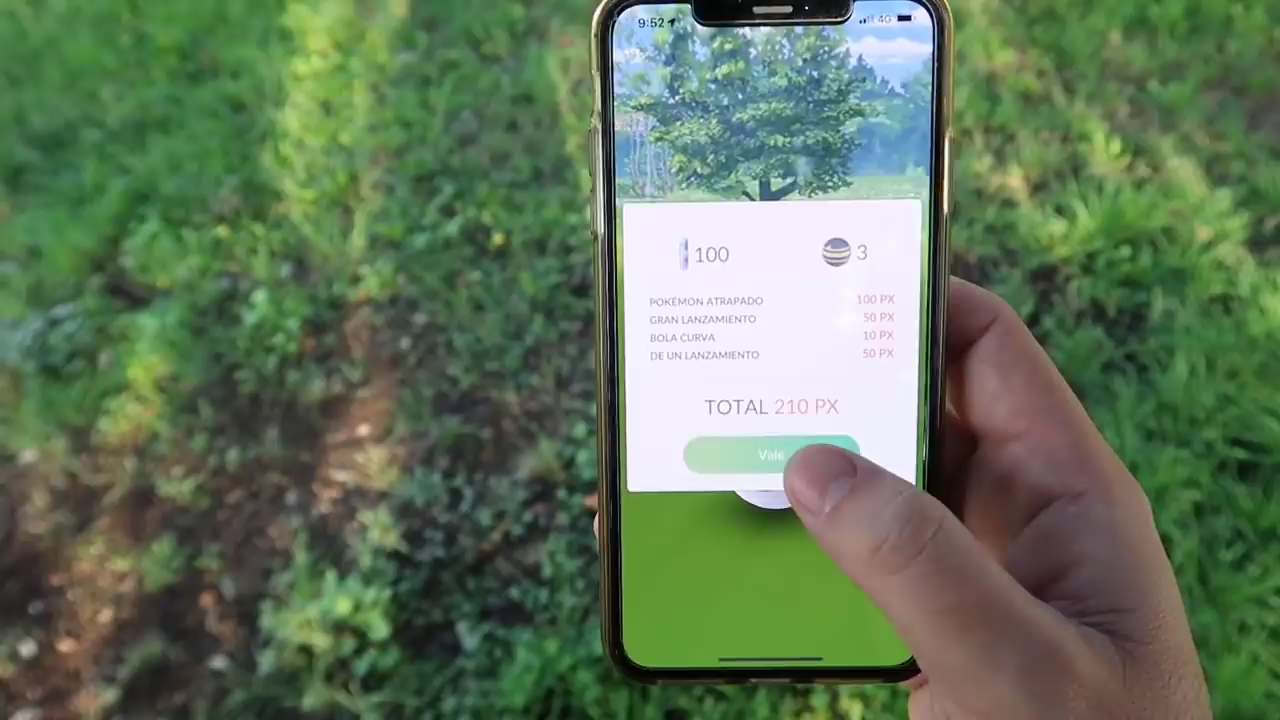 9:52
4G
100
3
POKÉMON ATRAPADO 100 PX
GRAN LANZAMIENTO 50 PX
BOLA CURVA 10 PX
DE UN LANZAMIENTO 50 PX
TOTAL 210 PX
Vale